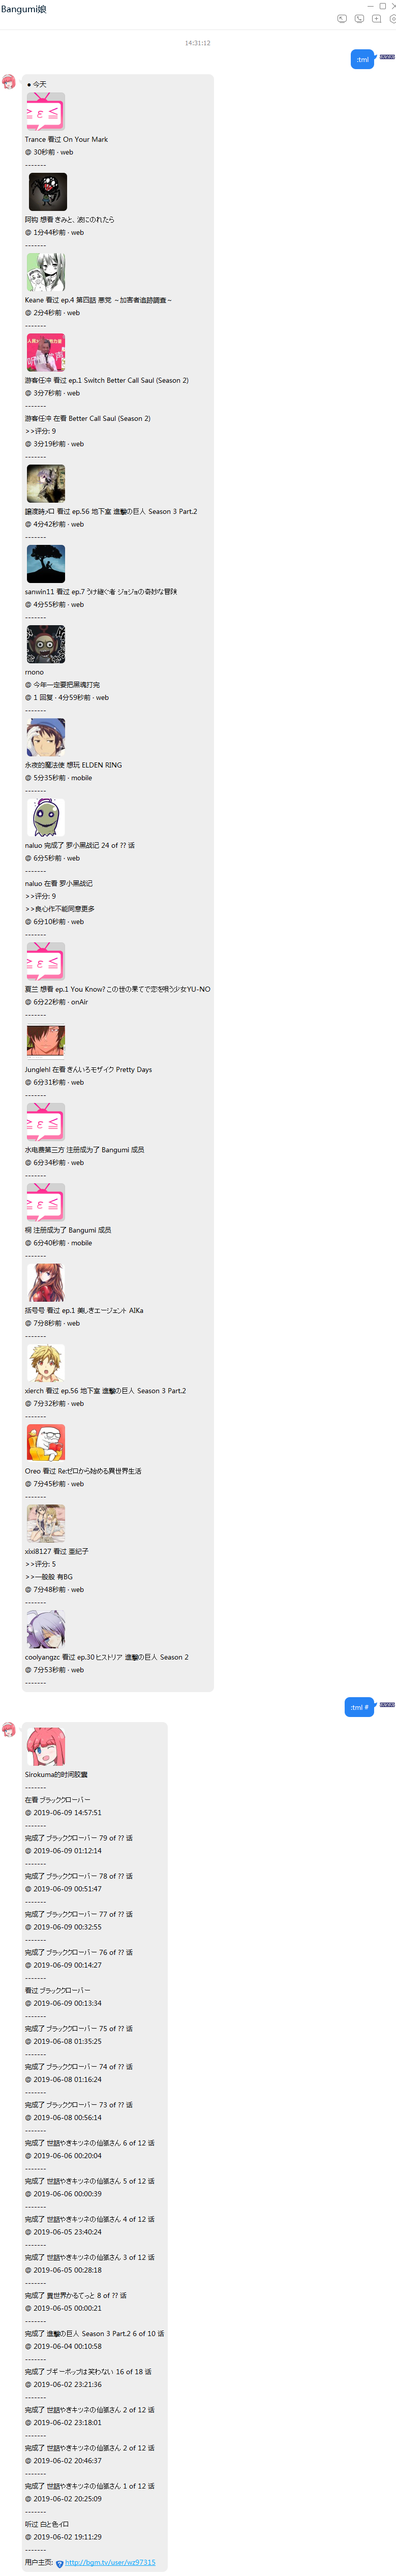 Bangumi娘
14:31:12
:tml
● 今天
Trance 看过 On Your Mark
@ 30秒前 · web
-------
阿钩 想看 きみと、波にのれたら
@ 1分44秒前 · web
-------
Keane 看过 ep.4 第四話 悪党 －加害者追跡調査－
@ 2分4秒前 · web
-------
游客任冲 看过 ep.1 Switch Better Call Saul (Season 2)
@ 3分7秒前 · web
-------
游客任冲 在看 Better Call Saul (Season 2)
>>评分: 9
@ 3分19秒前 · web
-------
看过 ep.56 地下室 進撃の巨人 Season 3 Part.2
@ 4分42秒前 · web
-------
sanwin11 看过 ep.7 うけ継ぐ者 ジョジョの奇妙な冒険
@ 4分55秒前 · web
-------
rnono
@ 今年一定要把黑魂打完
@ 1 回复 · 4分59秒前 · web
-------
永夜的魔法使 想玩 ELDEN RING
@ 5分35秒前 · mobile
-------
naluo 完成了 罗小黑战记 24 of ?? 话
@ 6分5秒前 · web
-------
naluo 在看 罗小黑战记
>>评分: 9
>>良心作不能同意更多
@ 6分10秒前 · web
-------
夏兰 想看 ep.1 You Know? この世の果てで恋を唄う少女YU-NO
@ 6分22秒前 · onAir
-------
Junglehl 在看 きんいろモザイク Pretty Days
@ 6分31秒前 · web
-------
水电费第三方 注册成为了 Bangumi 成员
@ 6分34秒前 · web
-------
桐 注册成为了 Bangumi 成员
@ 6分40秒前 · mobile
-------
括号号 看过 ep.1 美しきエージェント AIKa
@ 7分8秒前 · web
-------
xierch 看过 ep.56 地下室 進撃の巨人 Season 3 Part.2
@ 7分32秒前 · web
-------
Oreo 看过 Re:ゼロから始める異世界生活
@ 7分45秒前 · web
-------
xixi8127 看过 亜紀子
>>评分: 5
>>一般般 有BG
@ 7分48秒前 · web
-------
coolyangzc 看过 ep.30 ヒストリア 進撃の巨人 Season 2
@ 7分53秒前 · web
-------
:tml #
Sirokuma的时间胶囊
-------
在看 ブラッククローバー
@ 2019-06-09 14:57:51
-------
完成了 ブラッククローバー 79 of ?? 话
@ 2019-06-09 01:12:14
-------
完成了 ブラッククローバー 78 of ?? 话
@ 2019-06-09 00:51:47
-------
完成了 ブラッククローバー 77 of ?? 话
@ 2019-06-09 00:32:55
-------
完成了 ブラッククローバー 76 of ?? 话
@ 2019-06-09 00:14:27
-------
看过 ブラッククローバー
@ 2019-06-09 00:13:34
-------
完成了 ブラッククローバー 75 of ?? 话
@ 2019-06-08 01:35:25
-------
完成了 ブラッククローバー 74 of ?? 话
@ 2019-06-08 01:16:24
-------
完成了 ブラッククローバー 73 of ?? 话
@ 2019-06-08 00:56:14
-------
完成了 世話やきキツネの仙狐さん 6 of 12 话
@ 2019-06-06 00:20:04
-------
完成了 世話やきキツネの仙狐さん 5 of 12 话
@ 2019-06-06 00:00:39
-------
完成了 世話やきキツネの仙狐さん 4 of 12 话
@ 2019-06-05 23:40:24
-------
完成了 世話やきキツネの仙狐さん 3 of 12 话
@ 2019-06-05 00:28:18
-------
完成了 異世界かるてっと 8 of ?? 话
@ 2019-06-05 00:00:21
-------
完成了 進撃の巨人 Season 3 Part.2 6 of 10 话
@ 2019-06-04 00:10:58
-------
完成了 ブギーポップは笑わない 16 of 18 话
@ 2019-06-02 23:21:36
-------
完成了 世話やきキツネの仙狐さん 2 of 12 话
@ 2019-06-02 23:18:01
-------
完成了 世話やきキツネの仙狐さん 2 of 12 话
@ 2019-06-02 20:46:37
-------
完成了 世話やきキツネの仙狐さん 1 of 12 话
@ 2019-06-02 20:25:09
-------
听过 白と色イロ
@ 2019-06-02 19:11:29
-------
用户主页: http://bgm.tv/user/wz97315